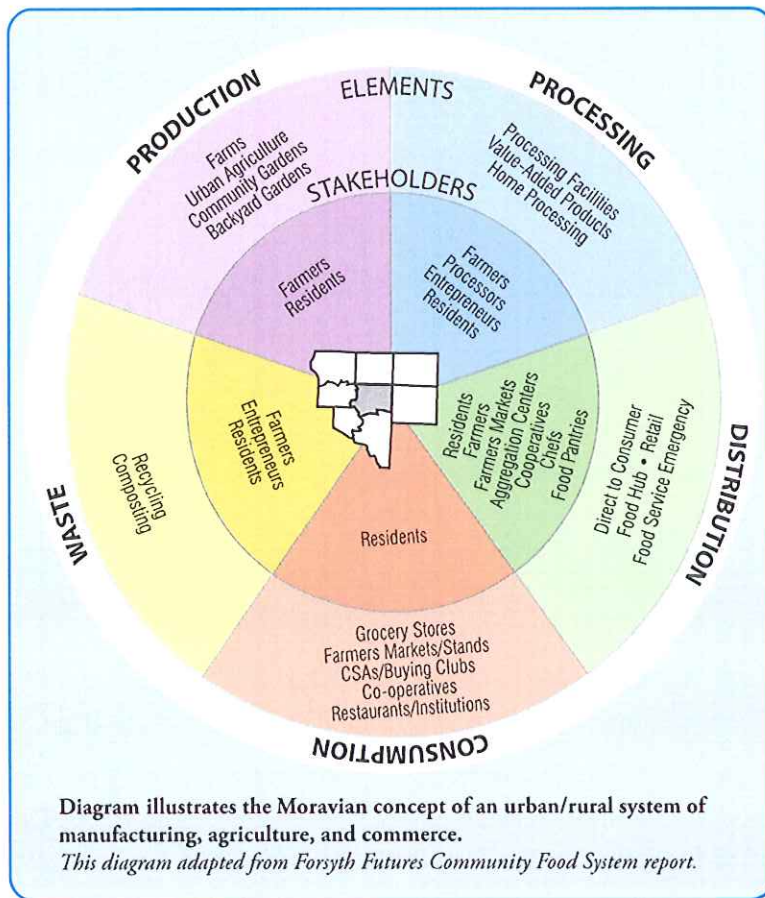 PRODUCTION
ELEMENTS
PROCESSING
Farms
Urban Agriculture
Community Gardens
Backyard Gardens
Processing Facilities
Value-Added Products
Home Processing
STAKEHOLDERS
Farmers
Residents
Farmers
Processors
Entrepreneurs
Residents
Farmers
Entrepreneurs
Residents
Residents
Farmers
Farmers Markets
Aggregation Centers
Cooperatives
Chefs
Food Pantries
Recycling
Composting
WASTE
Direct to Consumer
Food Hub • Retail
Food Service Emergency
DISTRIBUTION
Residents
Grocery Stores
Farmers Markets/Stands
CSAs/Buying Clubs
Co-operatives
Restaurants/Institutions
CONSUMPTION
Diagram illustrates the Moravian concept of an urban/rural system of
manufacturing, agriculture, and commerce.
This diagram adapted from Forsyth Futures Community Food System report.